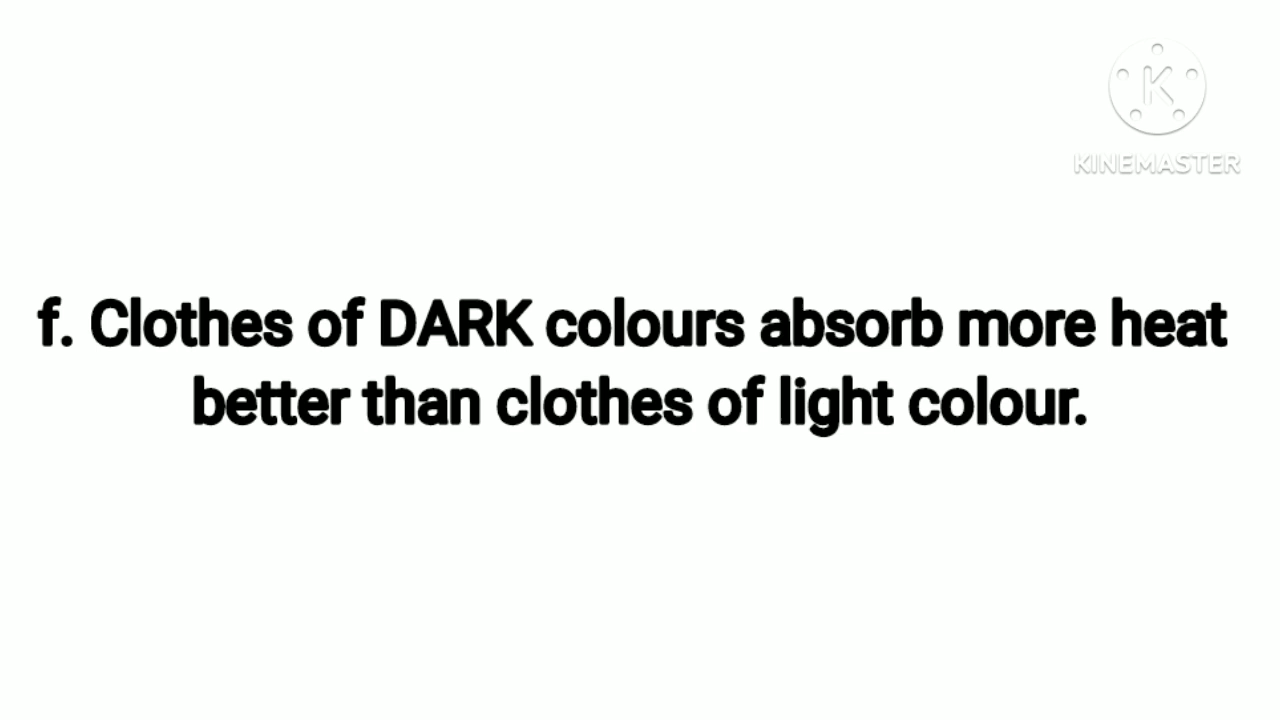 K
KINEMASTER
f. Clothes of DARK colours absorb more heat
better than clothes of light colour.